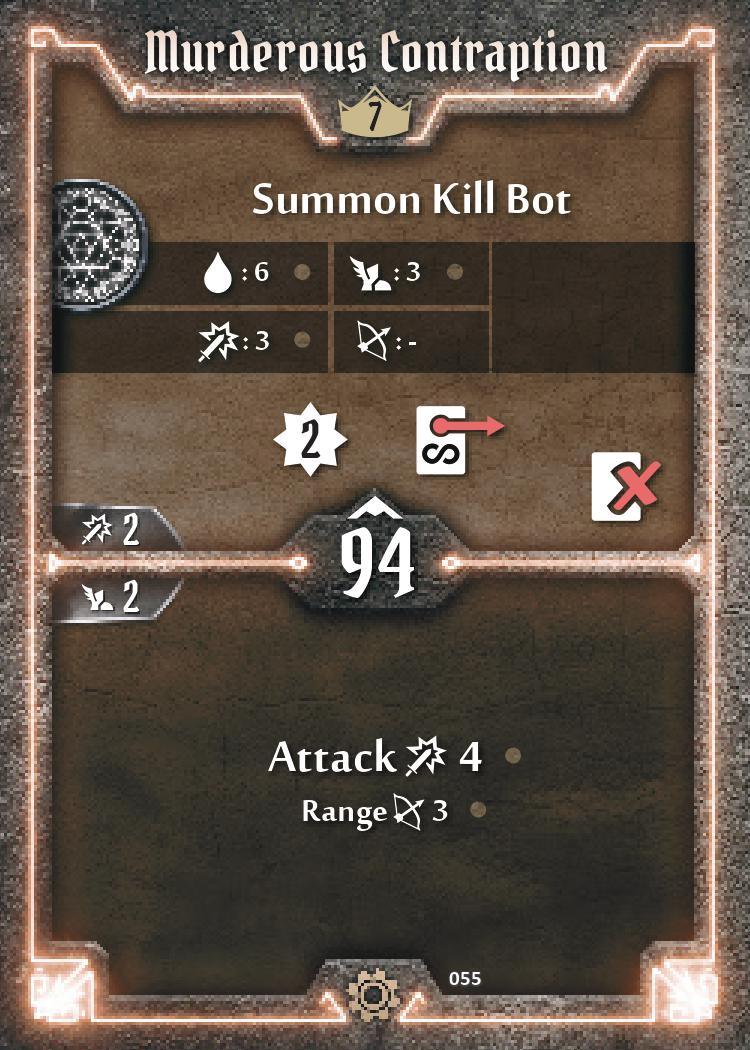 Murderous Contraption
7
Summon Kill Bot
: 6 : 3
: 3 : -
2
2
94
2
Attack 4
Range 3
055